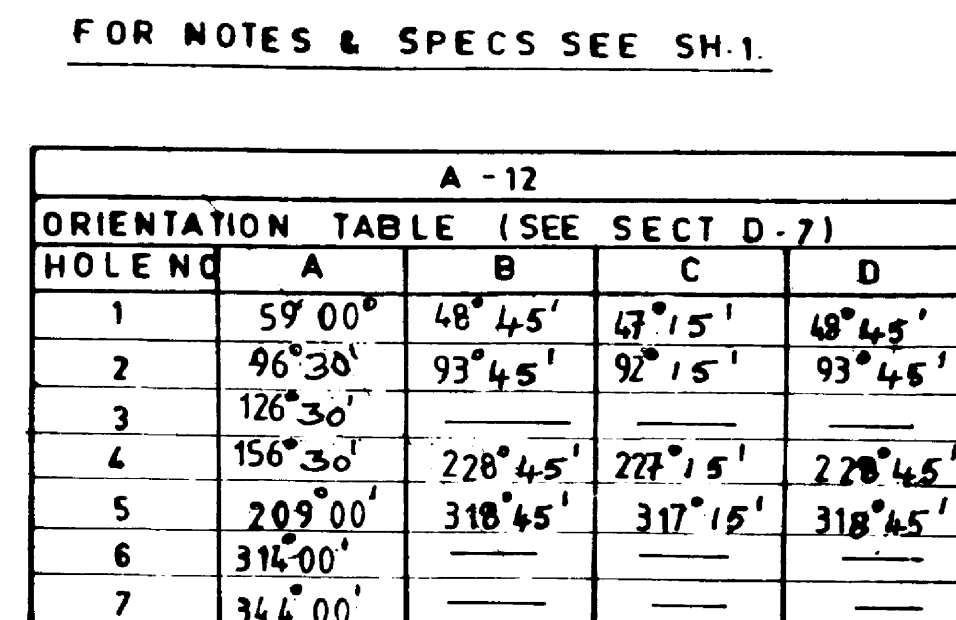 FOR NOTES & SPECS SEE SH-1.
A - 12
ORIENTATION TABLE (SEE SECT D-7)
HOLE NO A B C D
1 59° 00° 48° 45' 47° 15' 48° 45'
2 96° 30' 93° 45' 92° 15' 93° 45'
3 126° 30' — — —
4 156° 30' 228° 45' 227° 15' 228° 45'
5 209° 00' 318° 45' 317° 15' 318° 45'
6 314° 00' — — —
7 344° 00' — — —